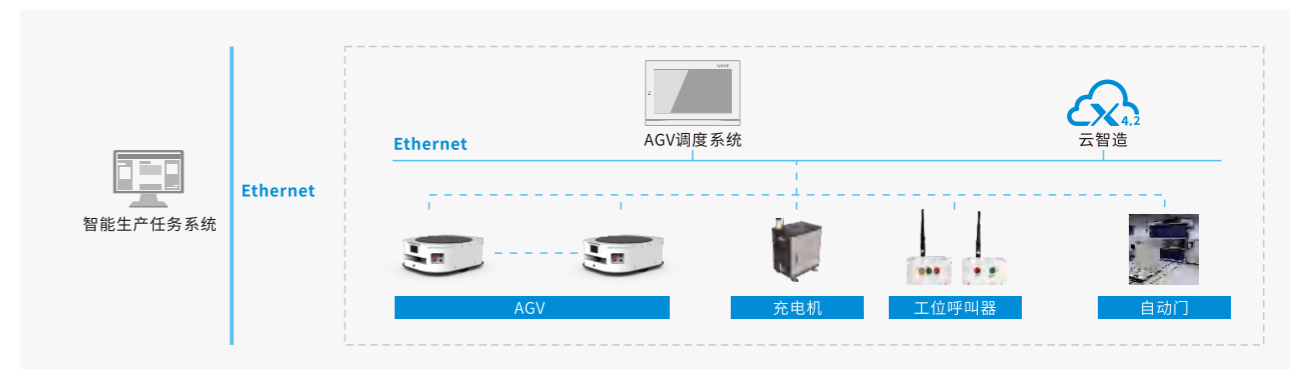 AGV调度系统
4.2
云智造
Ethernet
Ethernet
智能生产任务系统
AGV
充电机
工位呼叫器
自动门